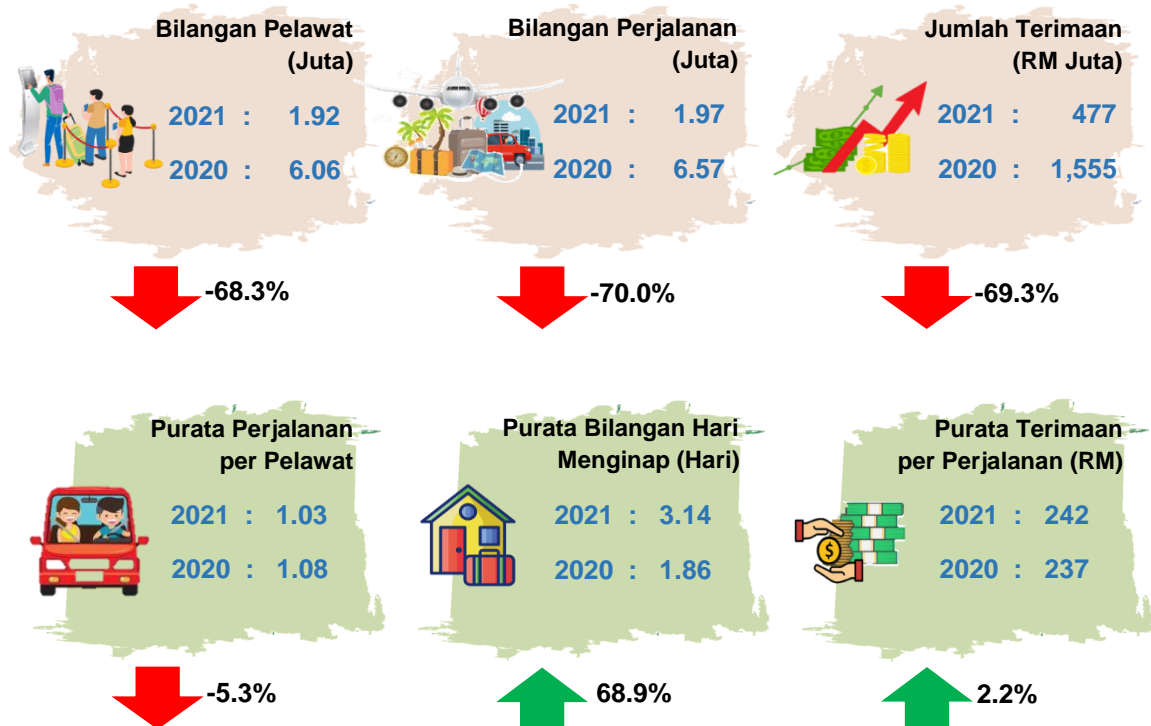 Bilangan Pelawat
(Juta)
2021 : 1.92
2020 : 6.06
-68.3%
Bilangan Perjalanan
(Juta)
2021 : 1.97
2020 : 6.57
-70.0%
Jumlah Terimaan
(RM Juta)
2021 : 477
2020 : 1,555
-69.3%
Purata Perjalanan
per Pelawat
2021 : 1.03
2020 : 1.08
-5.3%
Purata Bilangan Hari
Menginap (Hari)
2021 : 3.14
2020 : 1.86
68.9%
Purata Terimaan
per Perjalanan (RM)
2021 : 242
2020 : 237
2.2%